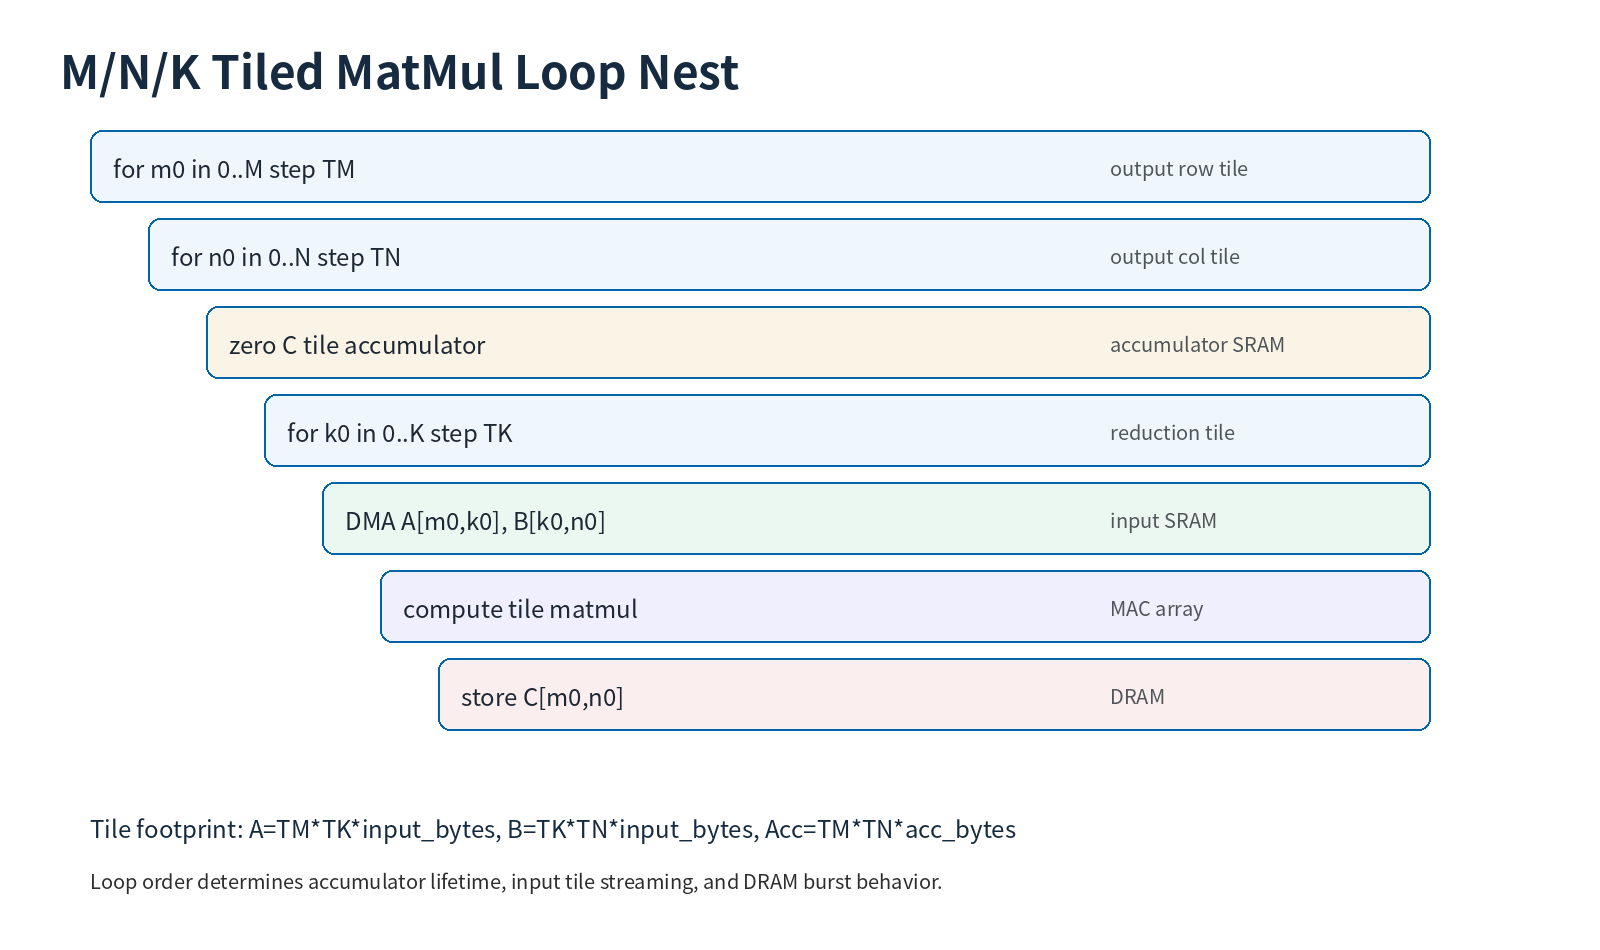 M/N/K Tiled MatMul Loop Nest
for m0 in 0..M step TM output row tile
for n0 in 0..N step TN output col tile
zero C tile accumulator accumulator SRAM
for k0 in 0..K step TK reduction tile
DMA A[m0,k0], B[k0,n0] input SRAM
compute tile matmul MAC array
store C[m0,n0] DRAM
Tile footprint: A=TM*TK*input_bytes, B=TK*TN*input_bytes, Acc=TM*TN*acc_bytes
Loop order determines accumulator lifetime, input tile streaming, and DRAM burst behavior.